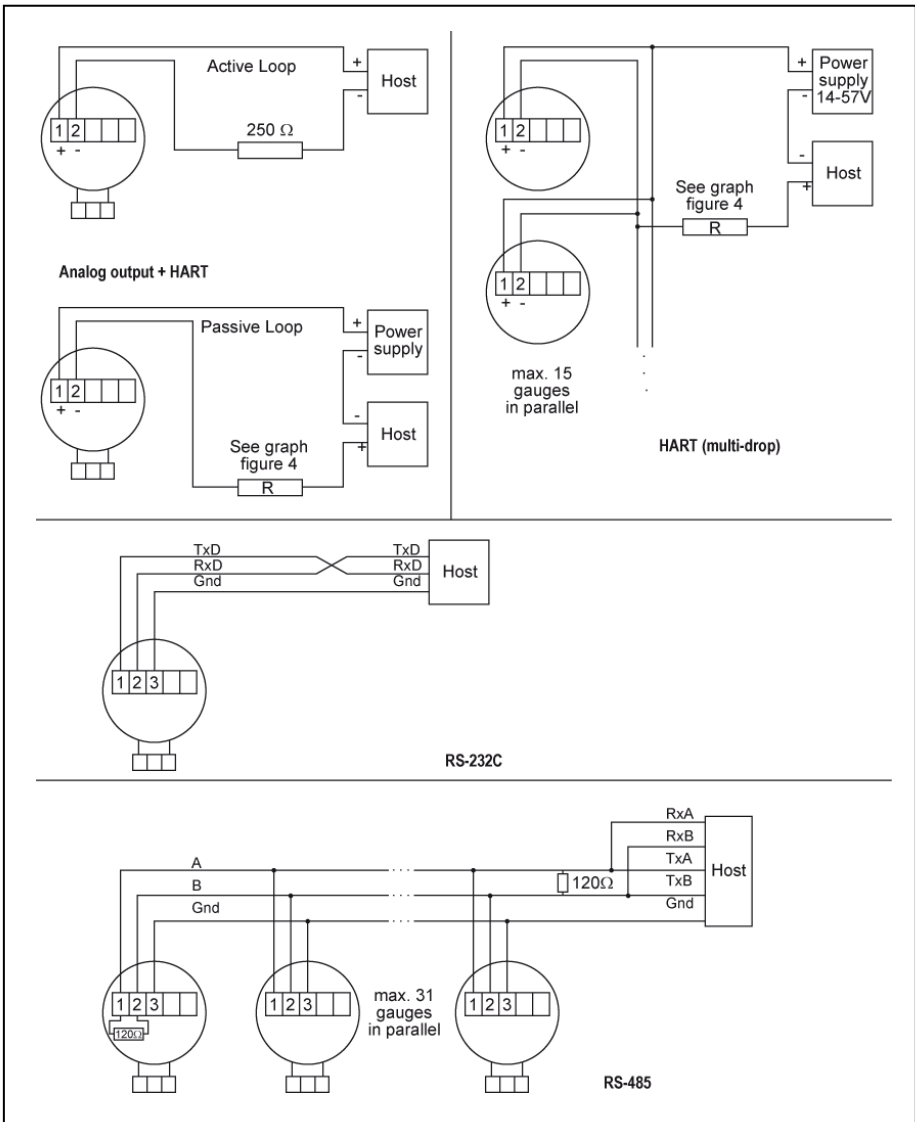 Active Loop
+
Host
-
250 Ω
1 2
+ -
Analog output + HART
Passive Loop
+
Power
supply
-
1 2
+ -
-
Host
+
See graph
figure 4
R
+
Power
supply
14-57V
-
1 2
+ -
-
Host
+
See graph
figure 4
R
1 2
+ -
max. 15
gauges
in parallel
HART (multi-drop)
TxD TxD
RxD RxD
Gnd Gnd
Host
1 2 3
RS-232C
RxA
RxB
A TxA
B TxB
Gnd Gnd
Host
120Ω
1 2 3
120Ω
1 2 3
max. 31
gauges
in parallel
1 2 3
RS-485